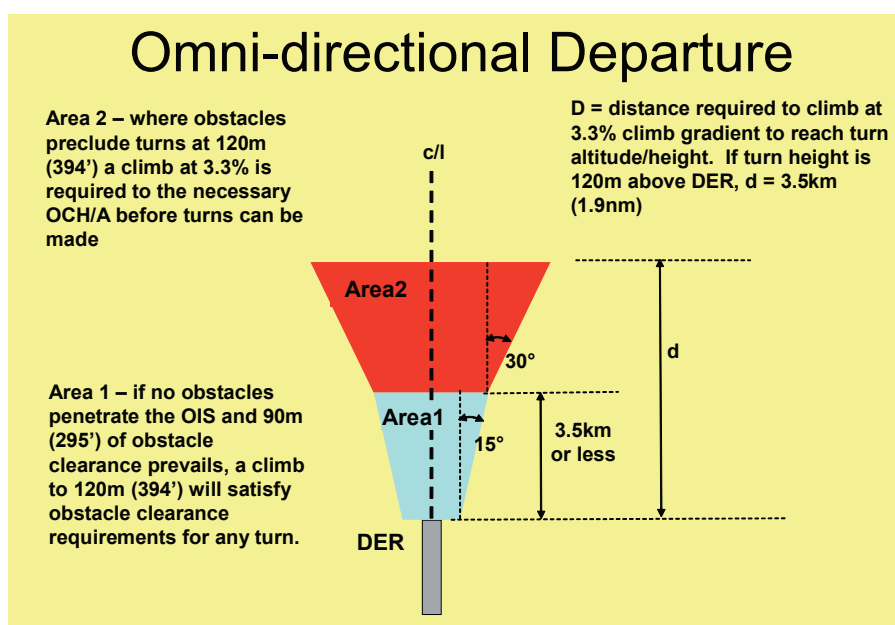 Omni-directional Departure
Area 2 – where obstacles
preclude turns at 120m
(394’) a climb at 3.3% is
required to the necessary
OCH/A before turns can be
made
D = distance required to climb at
3.3% climb gradient to reach turn
altitude/height.  If turn height is
120m above DER, d = 3.5km
(1.9nm)
c/l
Area2
30°
d
Area 1 – if no obstacles
penetrate the OIS and 90m
(295’) of obstacle
clearance prevails, a climb
to 120m (394’) will satisfy
obstacle clearance
requirements for any turn.
Area1
15°
3.5km
or less
DER